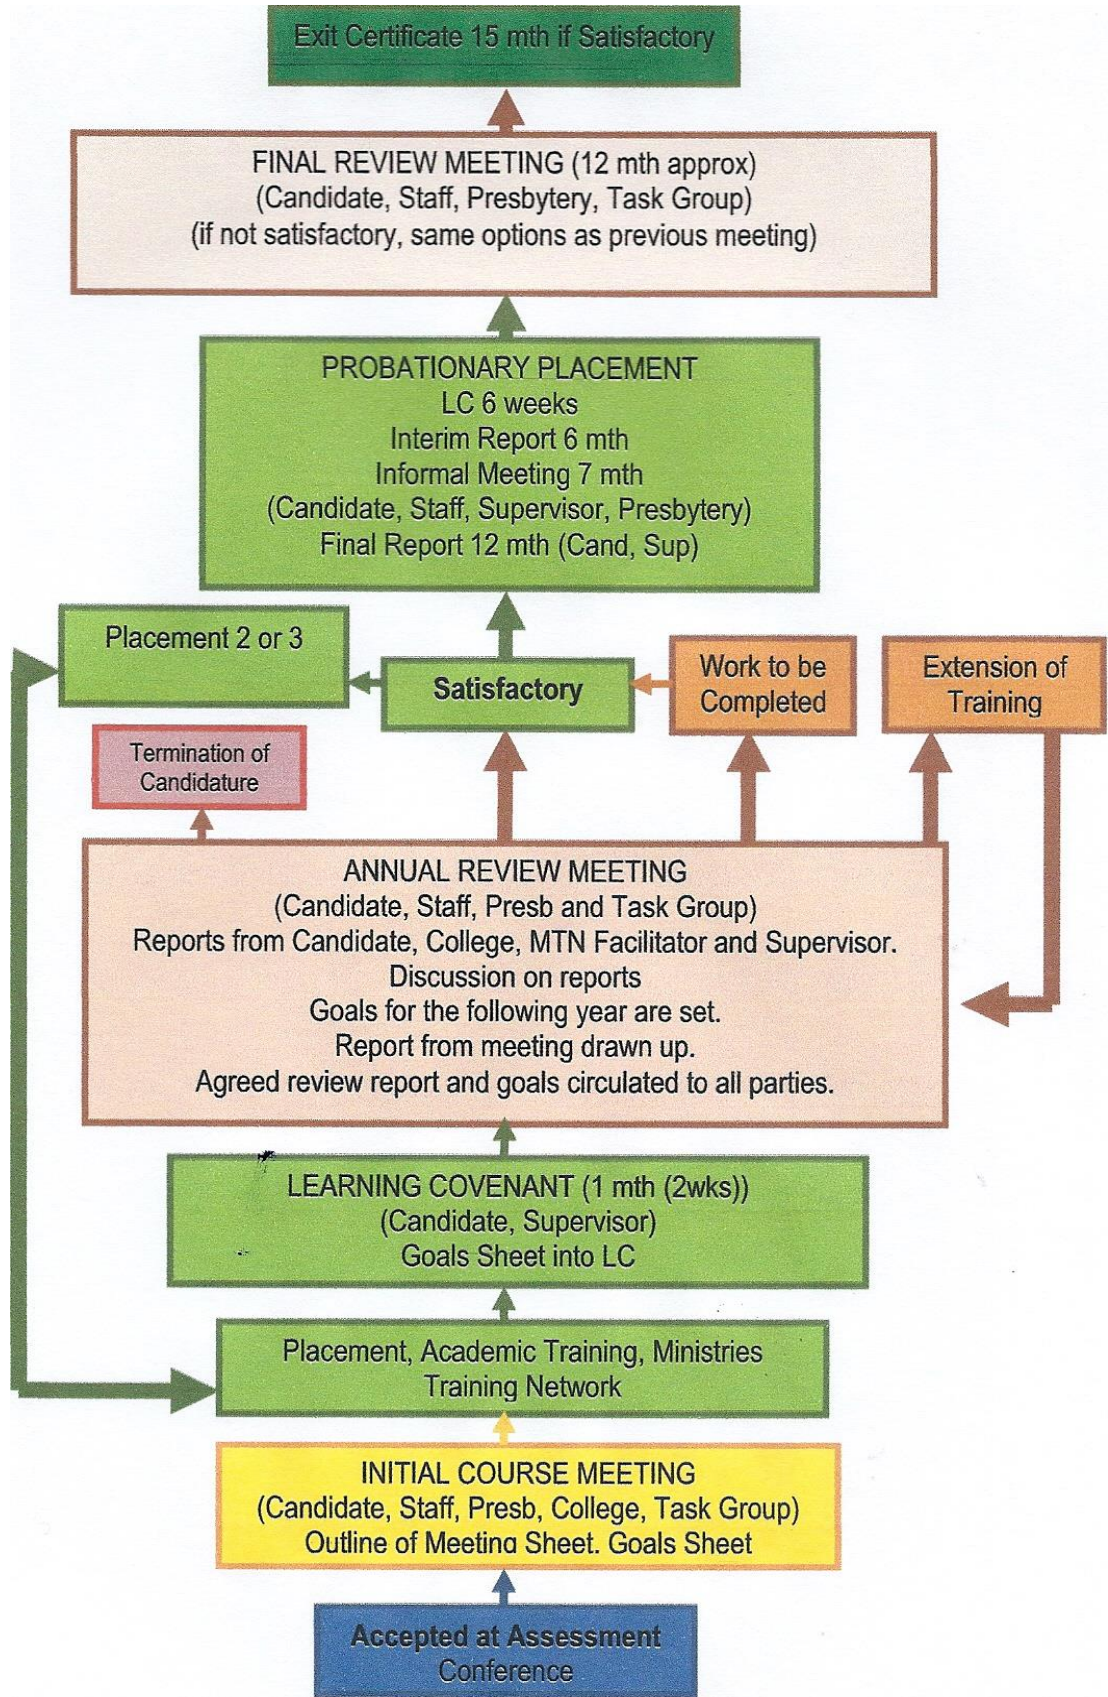 Exit Certificate 15 mth if Satisfactory
FINAL REVIEW MEETING (12 mth approx)
(Candidate, Staff, Presbytery, Task Group)
(if not satisfactory, same options as previous meeting)
PROBATIONARY PLACEMENT
LC 6 weeks
Interim Report 6 mth
Informal Meeting 7 mth
(Candidate, Staff, Supervisor, Presbytery)
Final Report 12 mth (Cand, Sup)
Placement 2 or 3
Satisfactory
Work to be
Completed
Extension of
Training
Termination of
Candidature
ANNUAL REVIEW MEETING
(Candidate, Staff, Presb and Task Group)
Reports from Candidate, College, MTN Facilitator and Supervisor.
Discussion on reports
Goals for the following year are set.
Report from meeting drawn up.
Agreed review report and goals circulated to all parties.
LEARNING COVENANT (1 mth (2wks))
(Candidate, Supervisor)
Goals Sheet into LC
Placement, Academic Training, Ministries
Training Network
INITIAL COURSE MEETING
(Candidate, Staff, Presb, College, Task Group)
Outline of Meeting Sheet. Goals Sheet
Accepted at Assessment
Conference